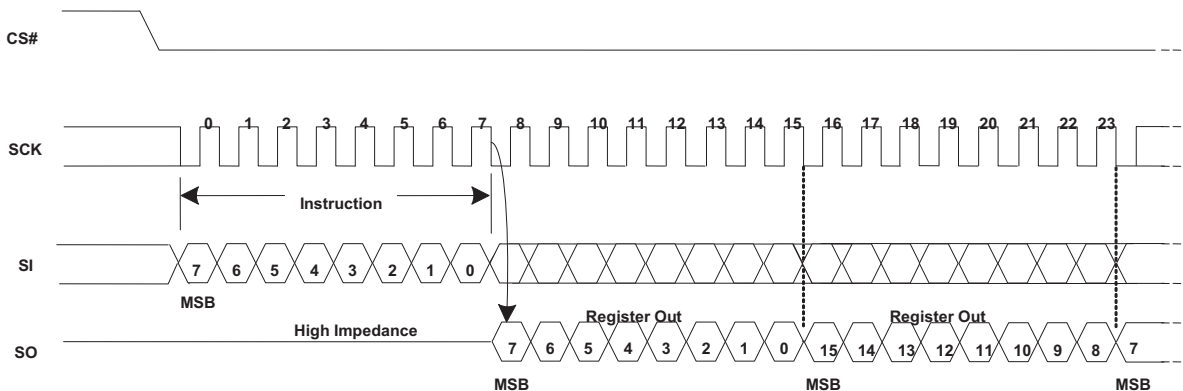 CS#
0 1 2 3 4 5 6 7 8 9 10 11 12 13 14 15 16 17 18 19 20 21 22 23
SCK
Instruction
SI
7 6 5 4 3 2 1 0
MSB
High Impedance
Register Out
Register Out
SO
7 6 5 4 3 2 1 0 15 14 13 12 11 10 9 8 7
MSB
MSB
MSB